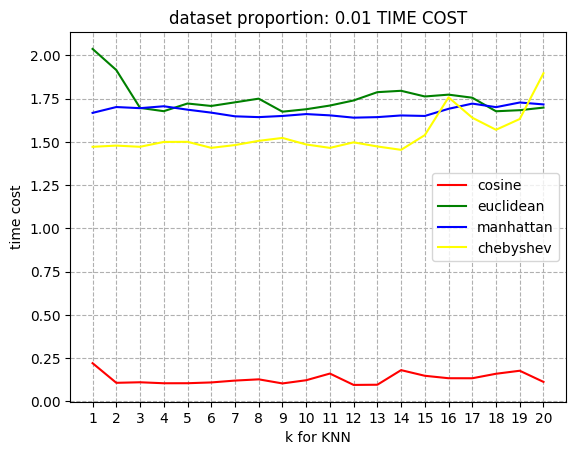 dataset proportion: 0.01 TIME COST
time cost
2.00
1.75
1.50
1.25
1.00
0.75
0.50
0.25
0.00
cosine
euclidean
manhattan
chebyshev
1 2 3 4 5 6 7 8 9 10 11 12 13 14 15 16 17 18 19 20
k for KNN